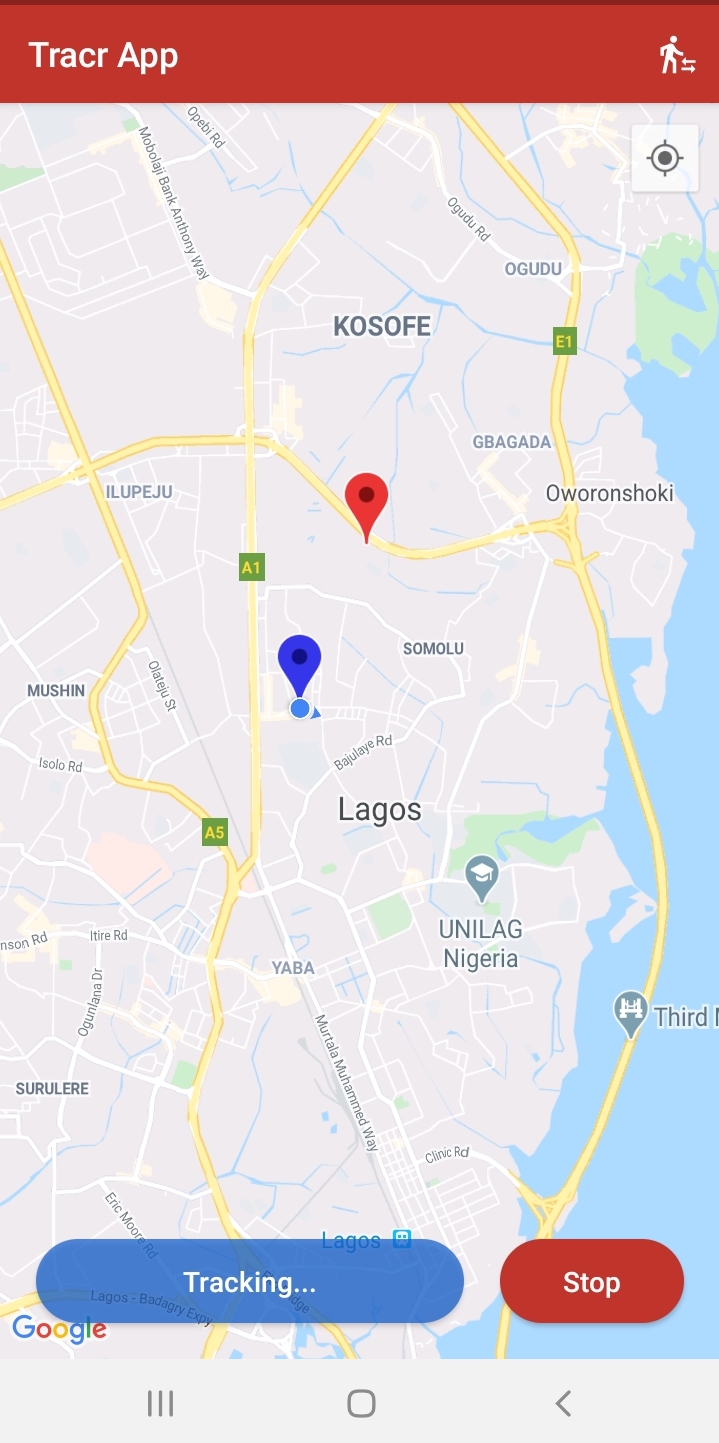 Tracr App
Opebi Rd
Mobolaji Bank Anthony Way
Ogudu Rd
OGUDU
KOSOFE
E1
GBAGADA
ILUPEJU
Oworonshoki
A1
SOMOLU
MUSHIN
Olateju St
Isolo Rd
Bajulaye Rd
Lagos
A5
UNILAG
Nigeria
nson Rd
Itire Rd
YABA
Ogunlana Dr
Third
Murtala Muhammed Way
SURULERE
Clinic Rd
Eric Moore Rd
Lagos
Tracking...
Stop
Lagos - Badagry Expy
Google